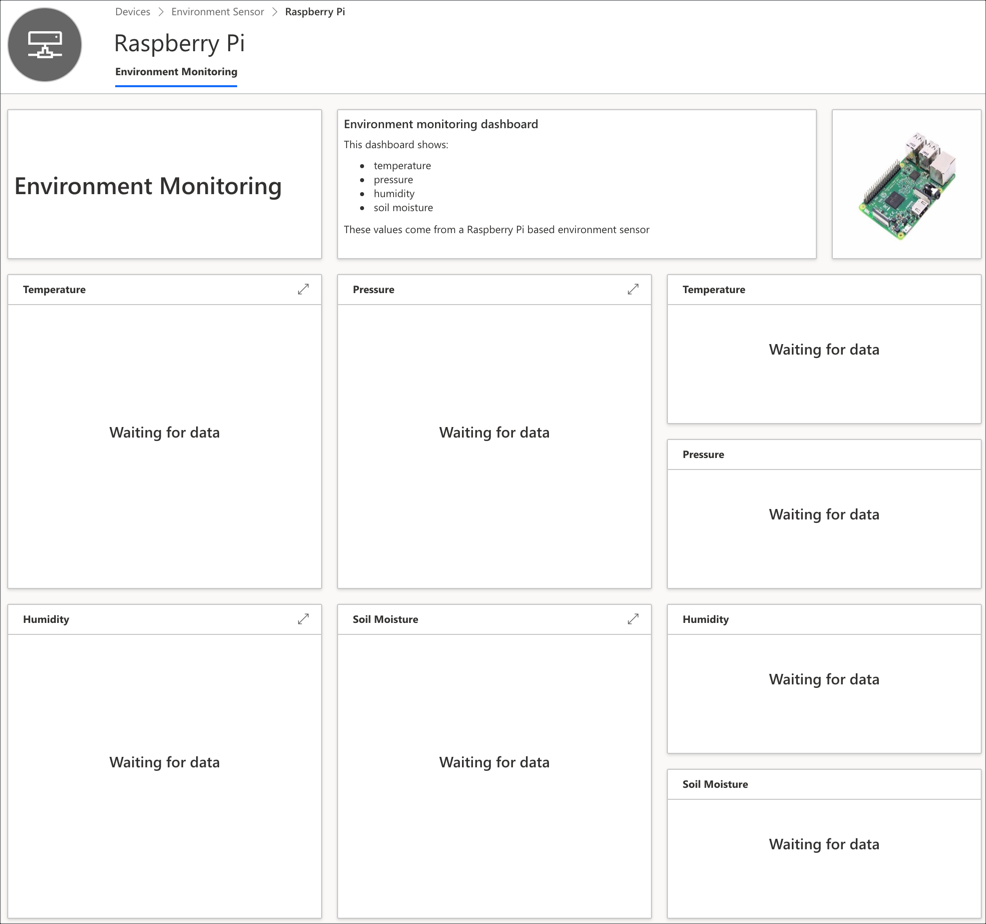 Devices > Environment Sensor > Raspberry Pi
Raspberry Pi
Environment Monitoring
Environment Monitoring
Environment monitoring dashboard
This dashboard shows:
• temperature
• pressure
• humidity
• soil moisture
These values come from a Raspberry Pi based environment sensor
Temperature
Waiting for data
Pressure
Waiting for data
Temperature
Waiting for data
Pressure
Waiting for data
Humidity
Waiting for data
Soil Moisture
Waiting for data
Humidity
Waiting for data
Soil Moisture
Waiting for data